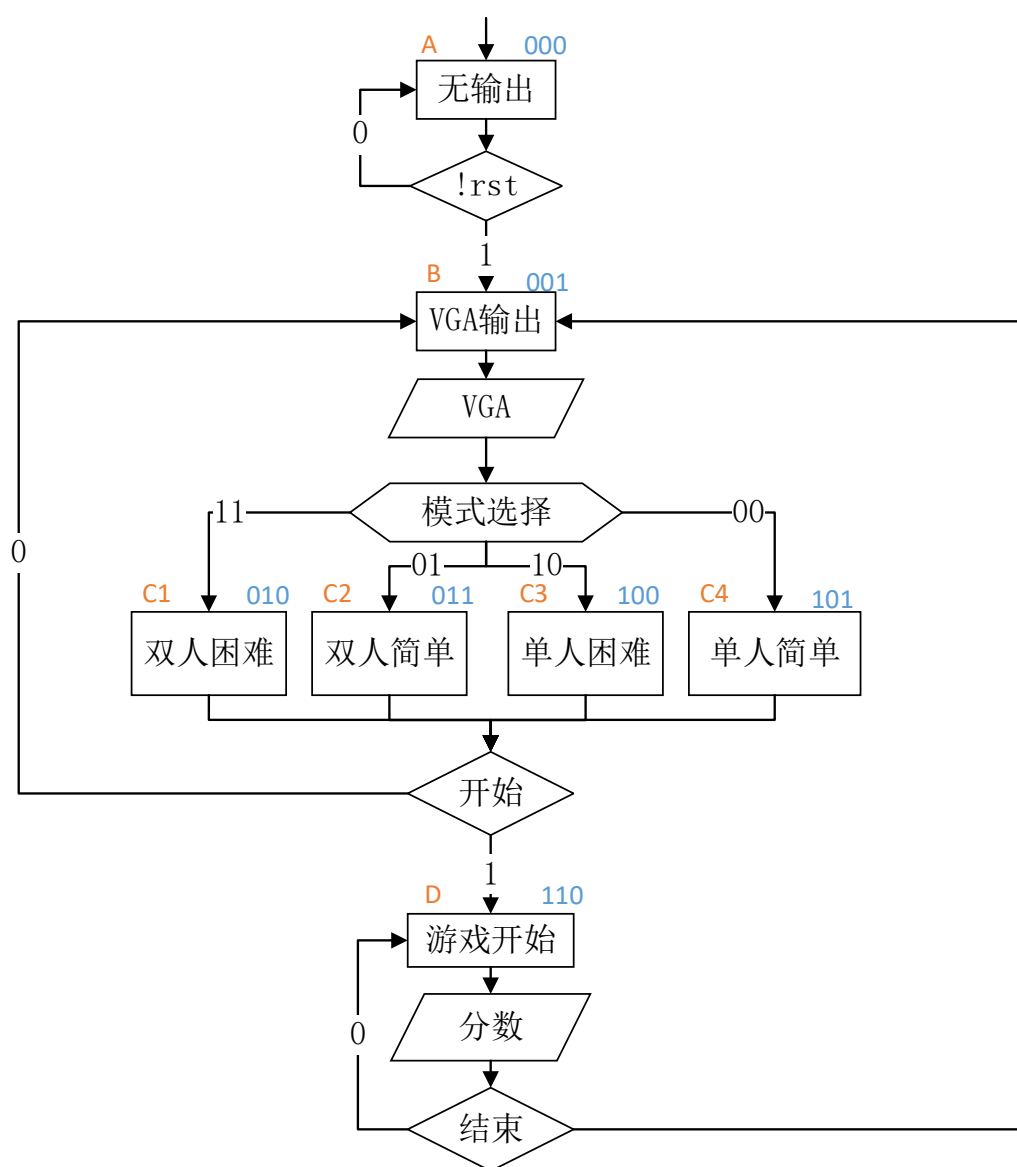 A
000
无输出
0
!rst
1
B
001
VGA输出
VGA
模式选择
11
00
01
10
0
C1
010
C2
011
C3
100
C4
101
双人困难
双人简单
单人困难
单人简单
开始
1
D
110
游戏开始
分数
0
结束